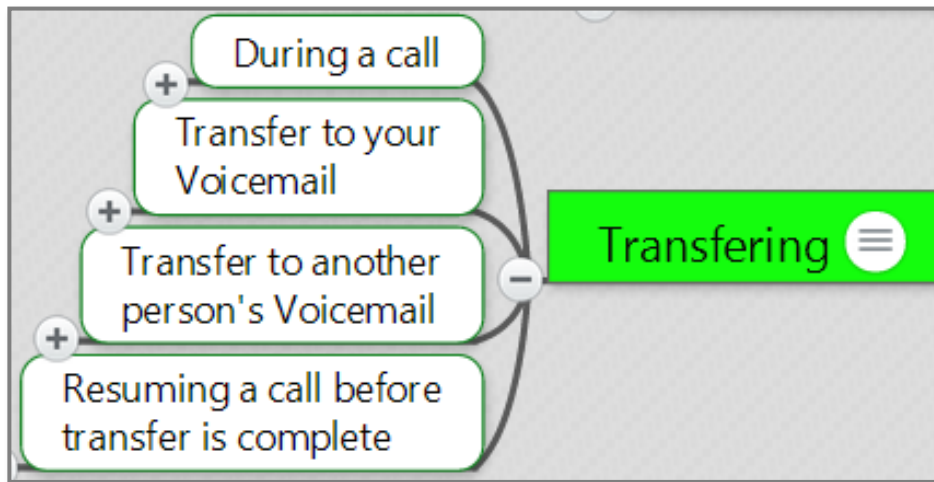 During a call
Transfer to your
Voicemail
Transfer to another
person's Voicemail
Resuming a call before
transfer is complete
Transfering